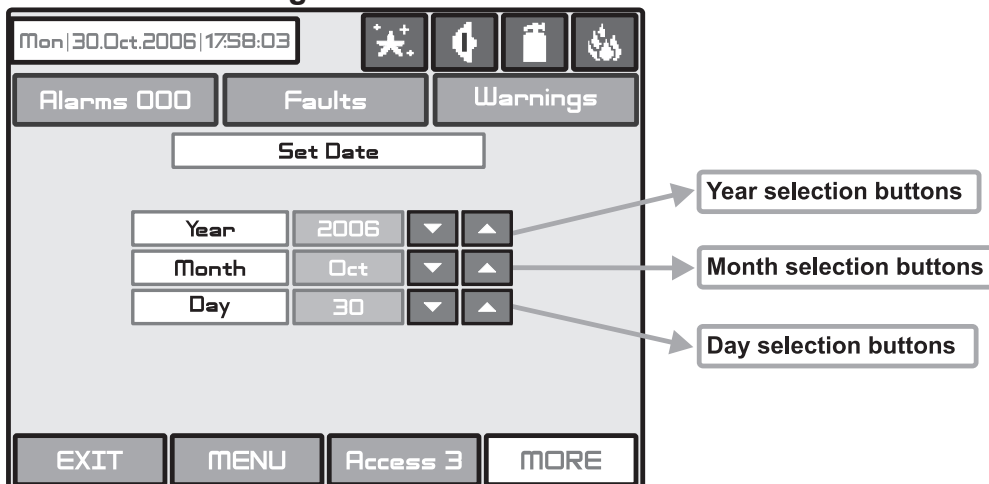 Mon|30.Oct.2006|17:58:03
Alarms 000 Faults Warnings
Set Date
Year 2006
Year selection buttons
Month Oct
Month selection buttons
Day 30
Day selection buttons
EXIT MENU Access 3 MORE